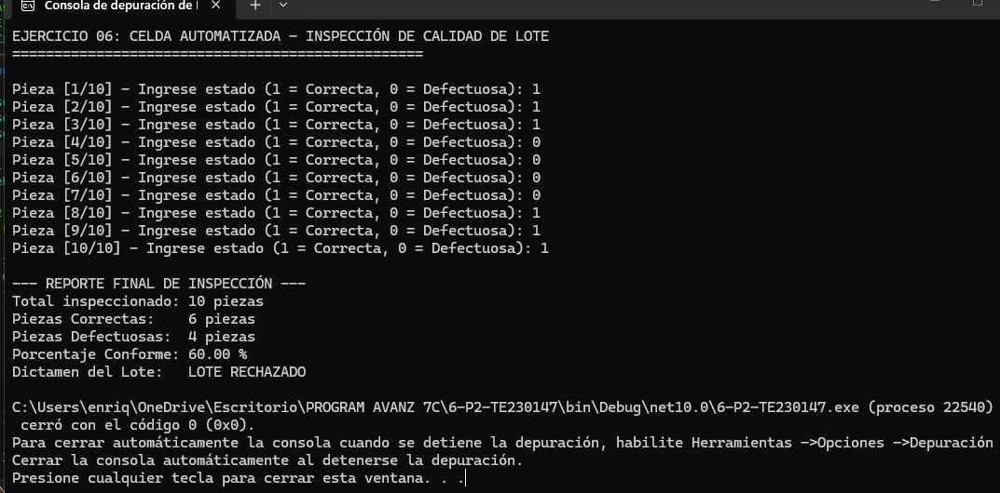 Consola de depuración de
EJERCICIO 06: CELDA AUTOMATIZADA - INSPECCIÓN DE CALIDAD DE LOTE
=================================================
Pieza [1/10] - Ingrese estado (1 = Correcta, 0 = Defectuosa): 1
Pieza [2/10] - Ingrese estado (1 = Correcta, 0 = Defectuosa): 1
Pieza [3/10] - Ingrese estado (1 = Correcta, 0 = Defectuosa): 1
Pieza [4/10] - Ingrese estado (1 = Correcta, 0 = Defectuosa): 0
Pieza [5/10] - Ingrese estado (1 = Correcta, 0 = Defectuosa): 0
Pieza [6/10] - Ingrese estado (1 = Correcta, 0 = Defectuosa): 0
Pieza [7/10] - Ingrese estado (1 = Correcta, 0 = Defectuosa): 0
Pieza [8/10] - Ingrese estado (1 = Correcta, 0 = Defectuosa): 1
Pieza [9/10] - Ingrese estado (1 = Correcta, 0 = Defectuosa): 1
Pieza [10/10] - Ingrese estado (1 = Correcta, 0 = Defectuosa): 1
--- REPORTE FINAL DE INSPECCIÓN ---
Total inspeccionado: 10 piezas
Piezas Correctas:    6 piezas
Piezas Defectuosas:  4 piezas
Porcentaje Conforme: 60.00 %
Dictamen del Lote:   LOTE RECHAZADO
C:\Users\enriq\OneDrive\Escritorio\PROGRAM AVANZ 7C\6-P2-TE230147\bin\Debug\net10.0\6-P2-TE230147.exe (proceso 22540)
cerró con el código 0 (0x0).
Para cerrar automáticamente la consola cuando se detiene la depuración, habilite Herramientas ->Opciones ->Depuración
Cerrar la consola automáticamente al detenerse la depuración.
Presione cualquier tecla para cerrar esta ventana. . .